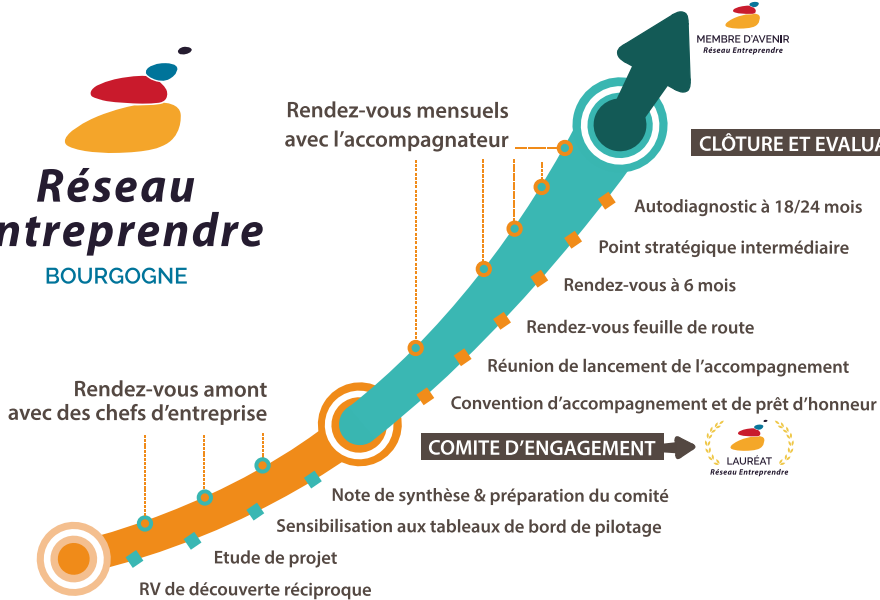 MEMBRE D'AVENIR
Réseau Entreprendre
Rendez-vous mensuels
avec l'accompagnateur
CLÔTURE ET EVALUA
Réseau
ntreprendre
BOURGOGNE
Autodiagnostic à 18/24 mois
Point stratégique intermédiaire
Rendez-vous à 6 mois
Rendez-vous feuille de route
Réunion de lancement de l'accompagnement
Convention d'accompagnement et de prêt d'honneur
Rendez-vous amont
avec des chefs d'entreprise
COMITE D'ENGAGEMENT
LAURÉAT
Réseau Entreprendre
Note de synthèse & préparation du comité
Sensibilisation aux tableaux de bord de pilotage
Etude de projet
RV de découverte réciproque